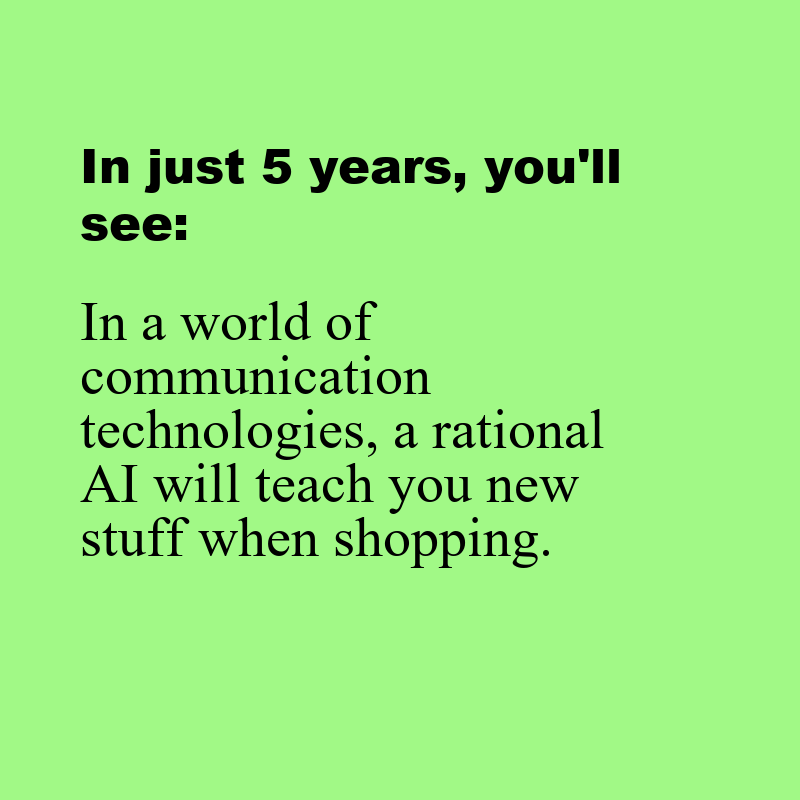 In just 5 years, you'll
see:
In a world of
communication
technologies, a rational
AI will teach you new
stuff when shopping.